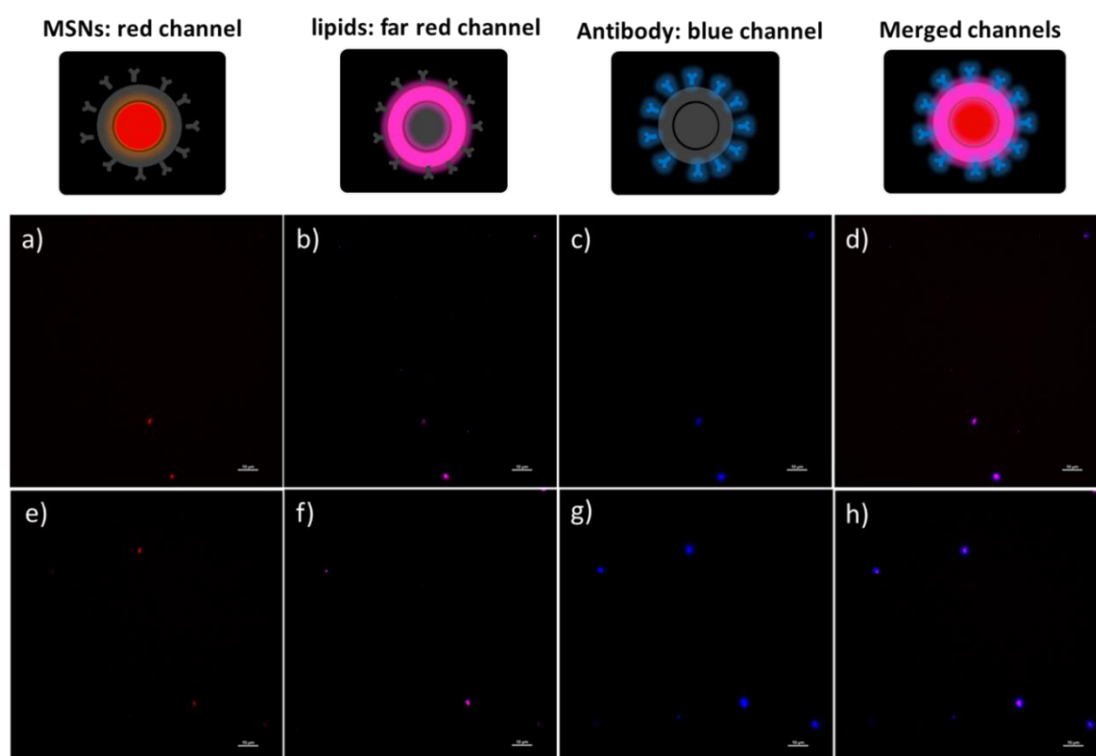 MSNs: red channel
lipids: far red channel
Antibody: blue channel
Merged channels
a)
b)
c)
d)
e)
f)
g)
h)